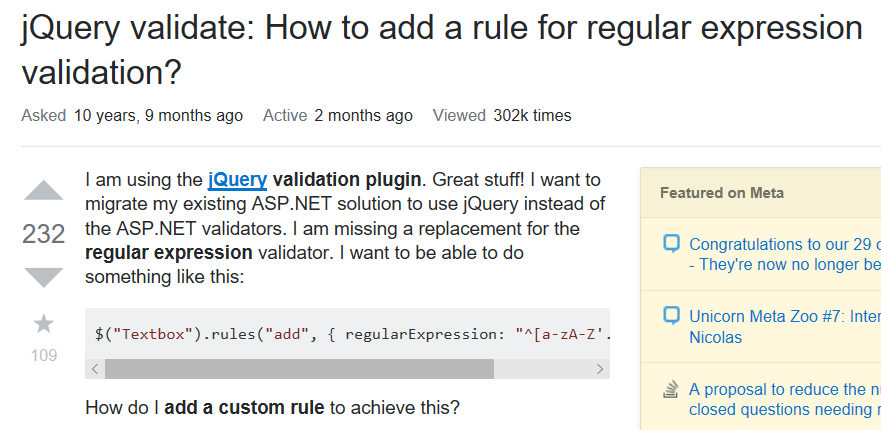 jQuery validate: How to add a rule for regular expression
validation?
Asked 10 years, 9 months ago Active 2 months ago Viewed 302k times
I am using the jQuery validation plugin. Great stuff! I want to
migrate my existing ASP.NET solution to use jQuery instead of
the ASP.NET validators. I am missing a replacement for the
regular expression validator. I want to be able to do
something like this:
232
109
$("Textbox").rules("add", { regularExpression: "^[a-zA-Z'.
How do I add a custom rule to achieve this?
Featured on Meta
Congratulations to our 29 
- They're now no longer be
Unicorn Meta Zoo #7: Inter
Nicolas
A proposal to reduce the
closed questions needing